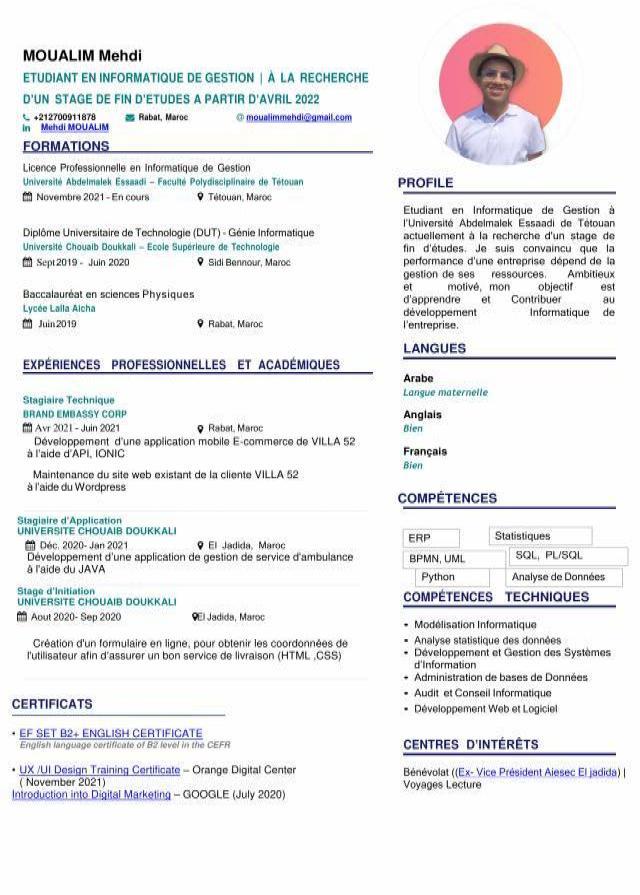 MOUALIM Mehdi
ETUDIANT EN INFORMATIQUE DE GESTION | À LA RECHERCHE
D'UN STAGE DE FIN D'ETUDES A PARTIR D'AVRIL 2022
+212700911878 Rabat, Maroc @ moualimmehdi@gmail.com
in Mehdi MOUALIM
FORMATIONS
Licence Professionnelle en Informatique de Gestion
Université Abdelmalek Essaadi – Faculté Polydisciplinaire de Tétouan
Novembre 2021 - En cours Tétouan, Maroc
Diplôme Universitaire de Technologie (DUT) - Génie Informatique
Université Chouaib Doukkali – Ecole Supérieure de Technologie
Sept 2019 - Juin 2020 Sidi Bennour, Maroc
Baccalauréat en sciences Physiques
Lycée Lalla Aicha
Juin 2019 Rabat, Maroc
EXPÉRIENCES PROFESSIONNELLES ET ACADÉMIQUES
Stagiaire Technique
BRAND EMBASSY CORP
Avr 2021 - Juin 2021 Rabat, Maroc
Développement d'une application mobile E-commerce de VILLA 52
à l'aide d'API, IONIC
Maintenance du site web existant de la cliente VILLA 52
à l'aide du Wordpress
Stagiaire d'Application
UNIVERSITE CHOUAIB DOUKKALI
Déc. 2020- Jan 2021 El Jadida, Maroc
Développement d'une application de gestion de service d'ambulance
à l'aide du JAVA
Stage d'Initiation
UNIVERSITE CHOUAIB DOUKKALI
Aout 2020- Sep 2020 El Jadida, Maroc
Création d'un formulaire en ligne, pour obtenir les coordonnées de
l'utilisateur afin d'assurer un bon service de livraison (HTML ,CSS)
CERTIFICATS
• EF SET B2+ ENGLISH CERTIFICATE
English language certificate of B2 level in the CEFR
• UX /UI Design Training Certificate – Orange Digital Center
( November 2021)
Introduction into Digital Marketing – GOOGLE (July 2020)
PROFILE
Etudiant en Informatique de Gestion à
l'Université Abdelmalek Essaadi de Tétouan
actuellement à la recherche d'un stage de
fin d'études. Je suis convaincu que la
performance d'une entreprise dépend de la
gestion de ses ressources. Ambitieux
et motivé, mon objectif est
d'apprendre et Contribuer au
développement Informatique de
l'entreprise.
LANGUES
Arabe
Langue maternelle
Anglais
Bien
Français
Bien
COMPÉTENCES
ERP Statistiques
BPMN, UML SQL, PL/SQL
Python Analyse de Données
COMPÉTENCES TECHNIQUES
• Modélisation Informatique
• Analyse statistique des données
• Développement et Gestion des Systèmes
d'Information
• Administration de bases de Données
• Audit et Conseil Informatique
• Développement Web et Logiciel
CENTRES D'INTÉRÊTS
Bénévolat ((Ex- Vice Président Aiesec El jadida) |
Voyages Lecture